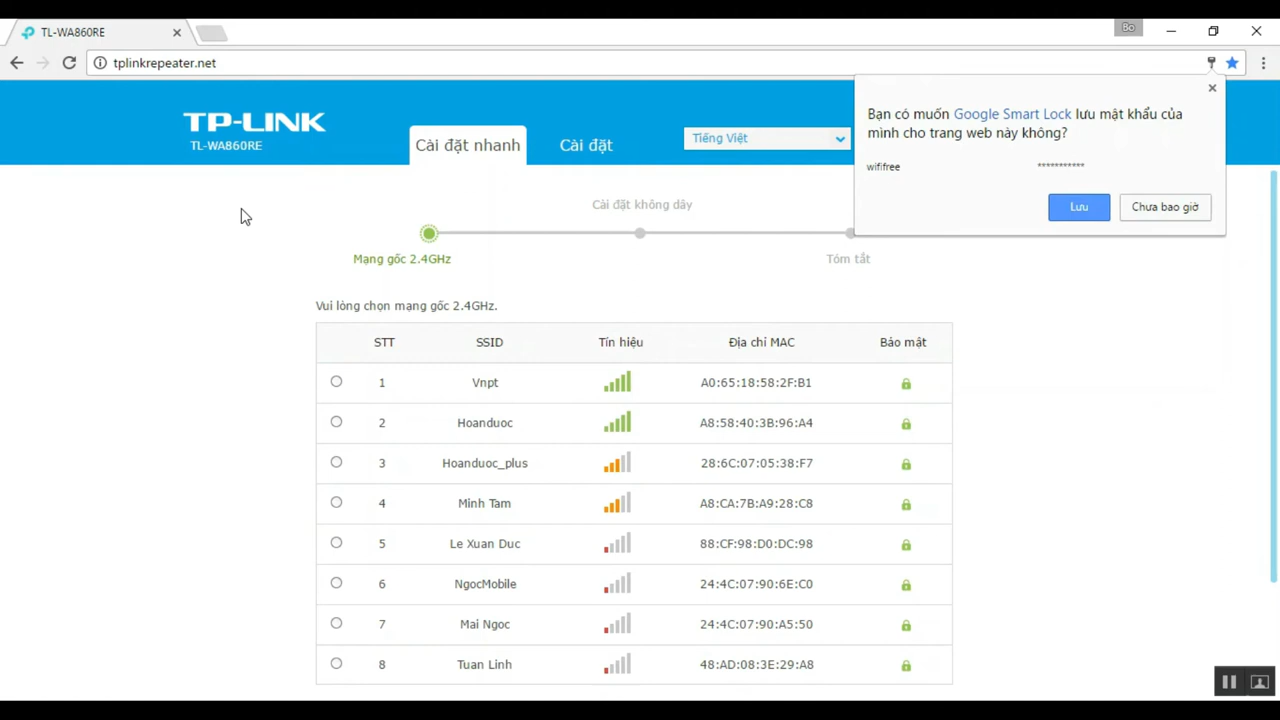 TL-WA860RE
Bo
tplinkrepeater.net
TP-LINK
TL-WA860RE
Cài đặt nhanh
Cài đặt
Tiếng Việt
Bạn có muốn Google Smart Lock lưu mật khẩu của
mình cho trang web này không?
wififree ***********
Lưu
Chưa bao giờ
Cài đặt không dây
Mạng gốc 2.4GHz
Tóm tắt
Vui lòng chọn mạng gốc 2.4GHz.
STT SSID Tín hiệu Địa chỉ MAC Bảo mật
1 Vnpt A0:65:18:58:2F:B1
2 Hoanduoc A8:58:40:3B:96:A4
3 Hoanduoc_plus 28:6C:07:05:38:F7
4 Minh Tam A8:CA:7B:A9:28:C8
5 Le Xuan Duc 88:CF:98:D0:DC:98
6 NgocMobile 24:4C:07:90:6E:C0
7 Mai Ngoc 24:4C:07:90:A5:50
8 Tuan Linh 48:AD:08:3E:29:A8